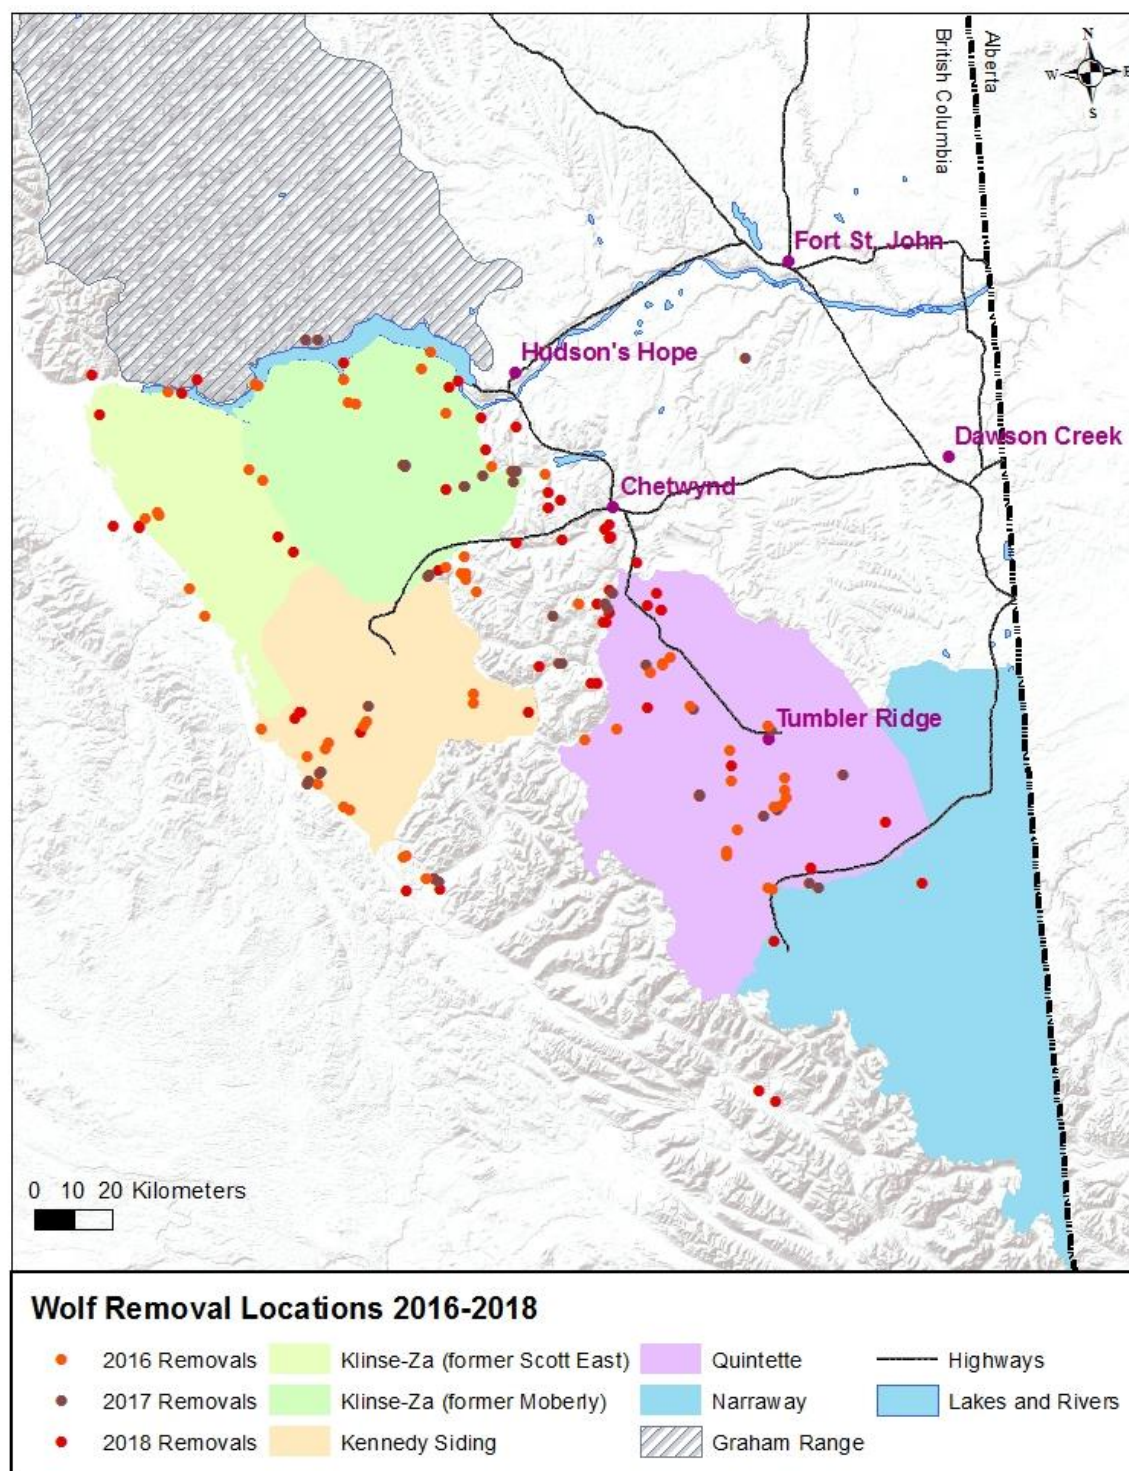 N
W E
S
Alberta
British Columbia
Fort St. John
Hudson's Hope
Dawson Creek
Chetwynd
Tumbler Ridge
0 10 20 Kilometers
Wolf Removal Locations 2016-2018
2016 Removals Klinse-Za (former Scott East) Quintette Highways
2017 Removals Klinse-Za (former Moberly) Narraway Lakes and Rivers
2018 Removals Kennedy Siding Graham Range